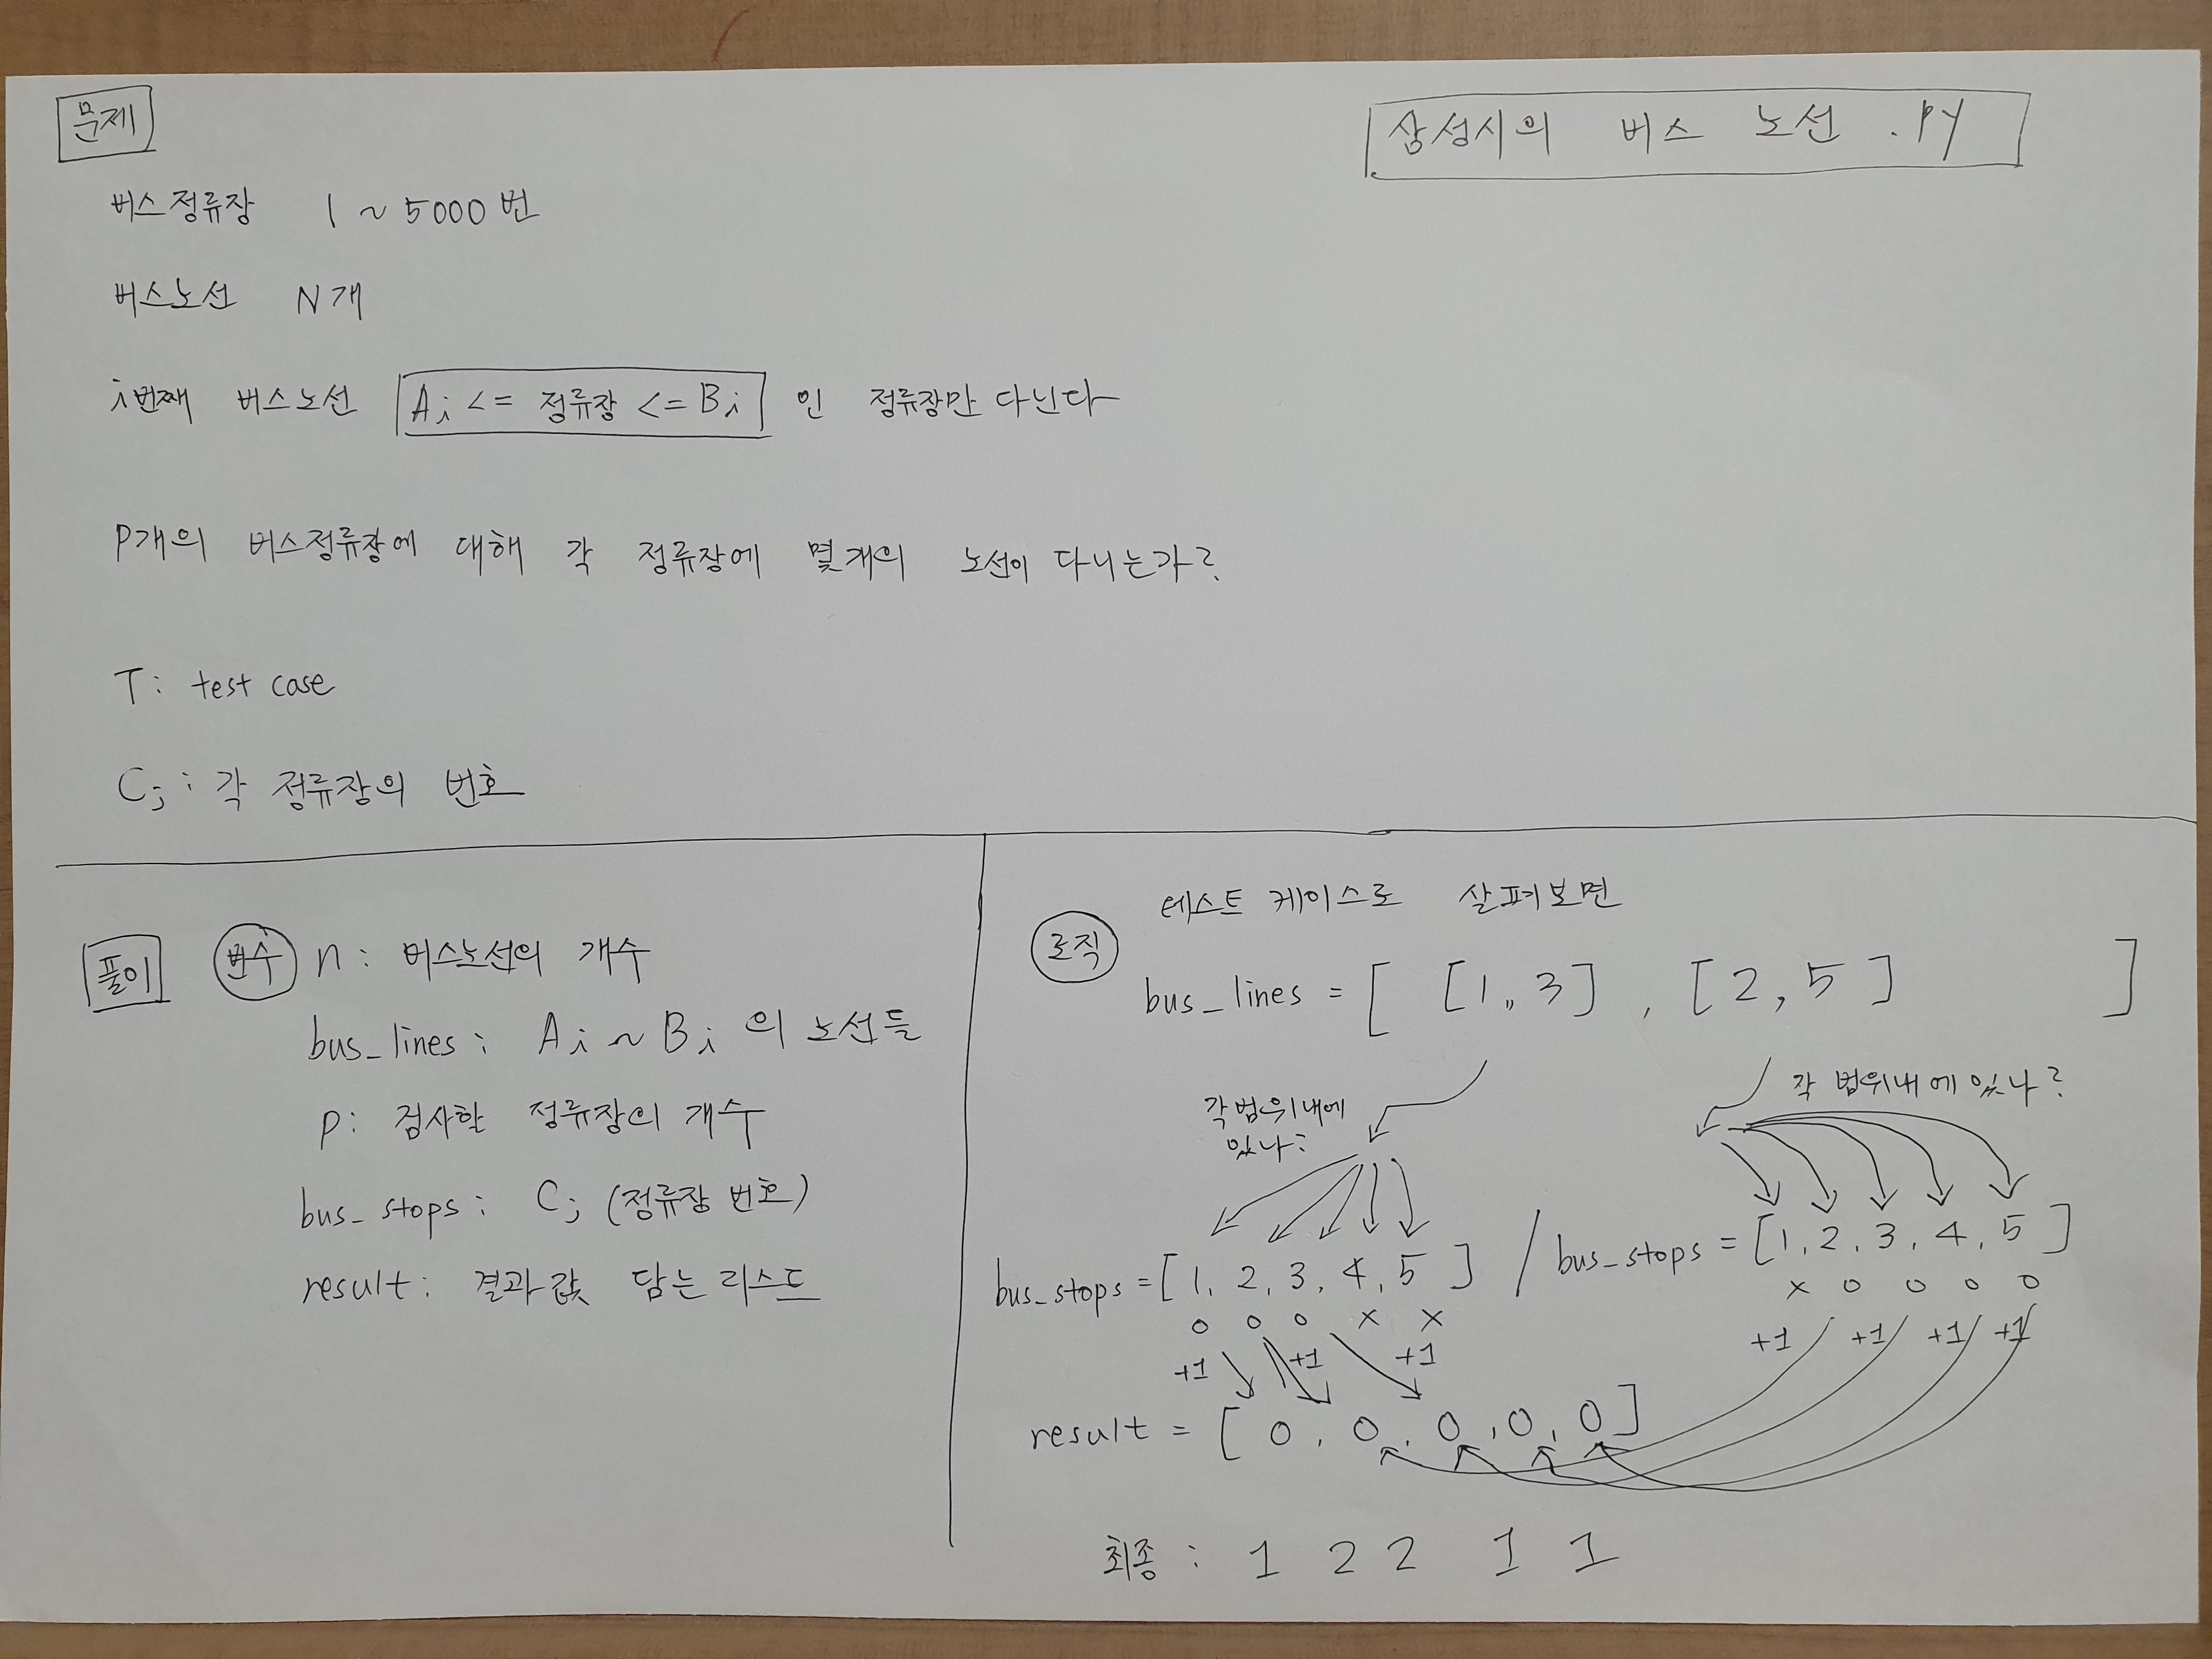 문제
삼성시의 버스 노선.py
버스정류장 1 ~ 5000번
버스노선 N개
i번째 버스노선 Ai <= 정류장 <= Bi 인 정류장만 다닌다
P개의 버스정류장에 대해 각 정류장에 몇개의 노선이 다니는가?
T: test case
Cj: 각 정류장의 번호
풀이
변수
n: 버스노선의 개수
bus_lines: Ai ~ Bi 의 노선들
p: 검사할 정류장의 개수
bus_stops: Cj (정류장 번호)
result: 결과값 담는 리스트
로직
테스트 케이스로 살펴보면
bus_lines = [ [1, 3] , [2, 5] ]
각 범위내에
있나?
각 범위내에 있나?
bus_stops = [1, 2, 3, 4, 5] / bus_stops = [1, 2, 3, 4, 5]
o o o x x
x o o o o
+1 +1 +1
+1 +1 +1 +1
result = [ 0, 0, 0, 0, 0 ]
최종: 1 2 2 1 1